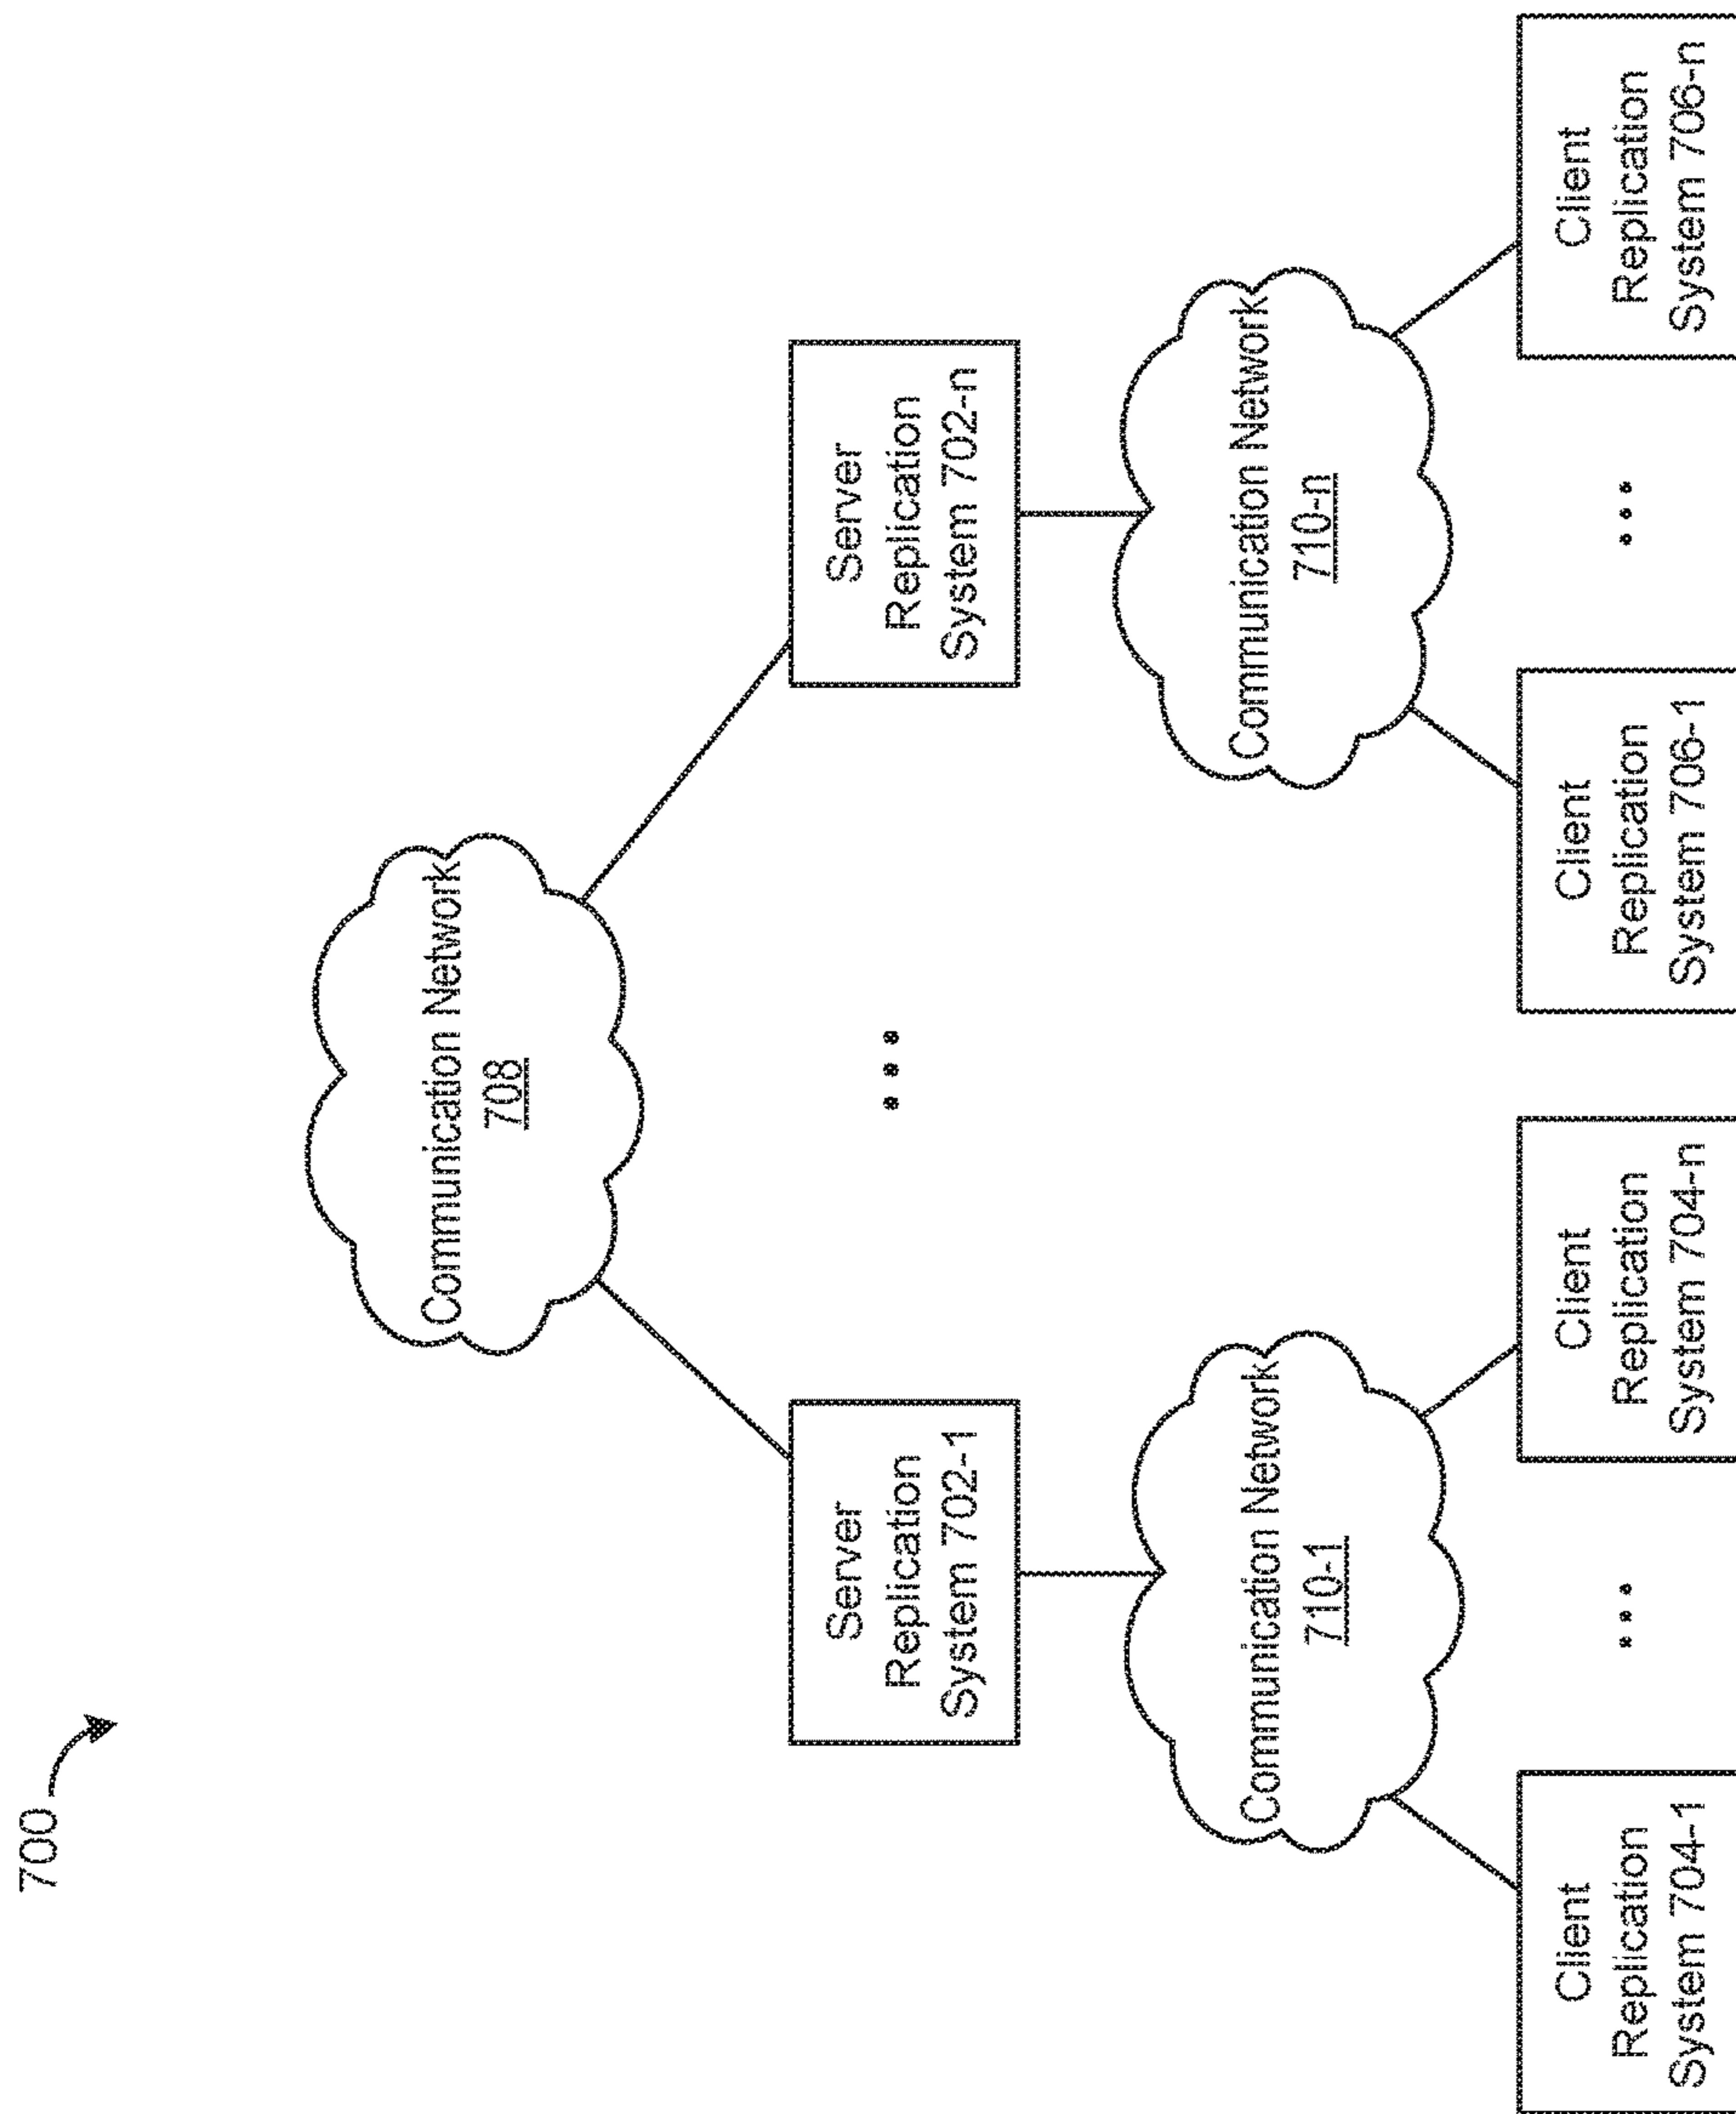 700
Communication Network
708
Server
Replication
System 702-1
• • •
Server
Replication
System 702-n
Communication Network
710-1
Communication Network
710-n
Client
Replication
System 704-1
• • •
Client
Replication
System 704-n
Client
Replication
System 706-1
• • •
Client
Replication
System 706-n